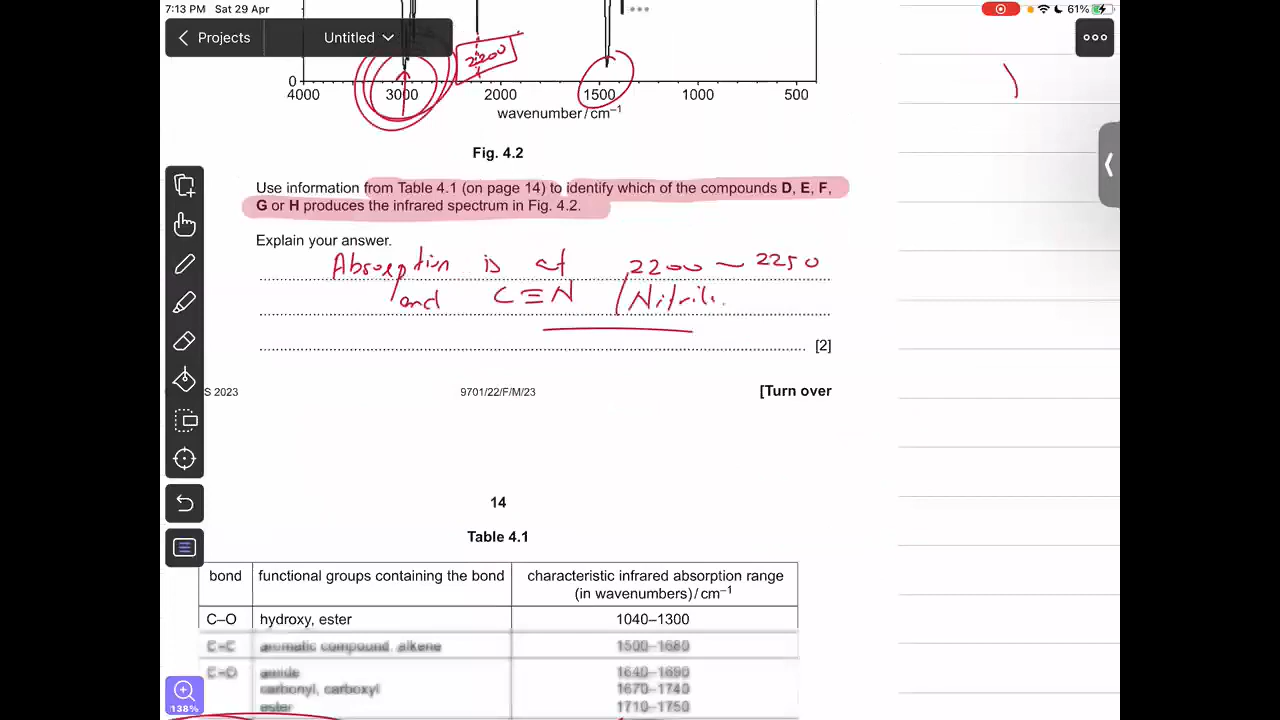 7:13 PM Sat 29 Apr
61%
Projects
Untitled
2200
0
4000 3000 2000 1500 1000 500
wavenumber/cm⁻¹
Fig. 4.2
Use information from Table 4.1 (on page 14) to identify which of the compounds D, E, F,
G or H produces the infrared spectrum in Fig. 4.2.
Explain your answer.
Absorption is at 2200 – 2250
and C≡N / Nitrile.
[2]
S 2023
9701/22/F/M/23
[Turn over
14
Table 4.1
bond functional groups containing the bond characteristic infrared absorption range
(in wavenumbers)/cm⁻¹
C–O hydroxy, ester 1040–1300
C=C aromatic compound, alkene 1500–1680
C=O amide 1640–1690
carbonyl, carboxyl 1670–1740
ester 1710–1750
138%